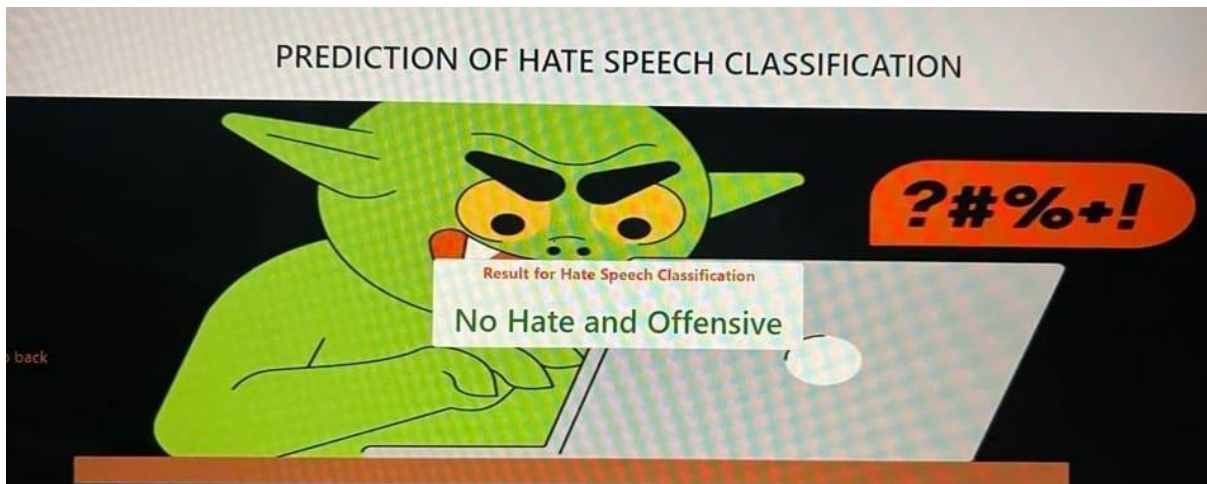 PREDICTION OF HATE SPEECH CLASSIFICATION
?#%+!
Result for Hate Speech Classification
No Hate and Offensive
back